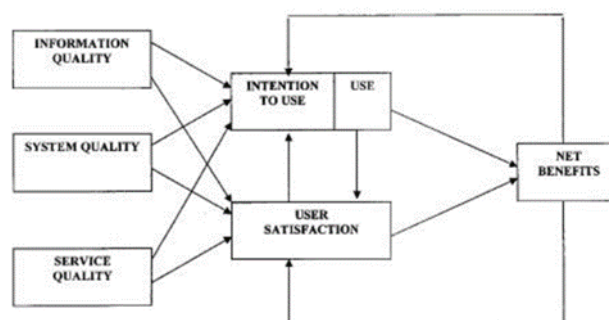 INFORMATION
QUALITY
INTENTION
TO USE
USE
SYSTEM QUALITY
NET
BENEFITS
USER
SATISFACTION
SERVICE
QUALITY